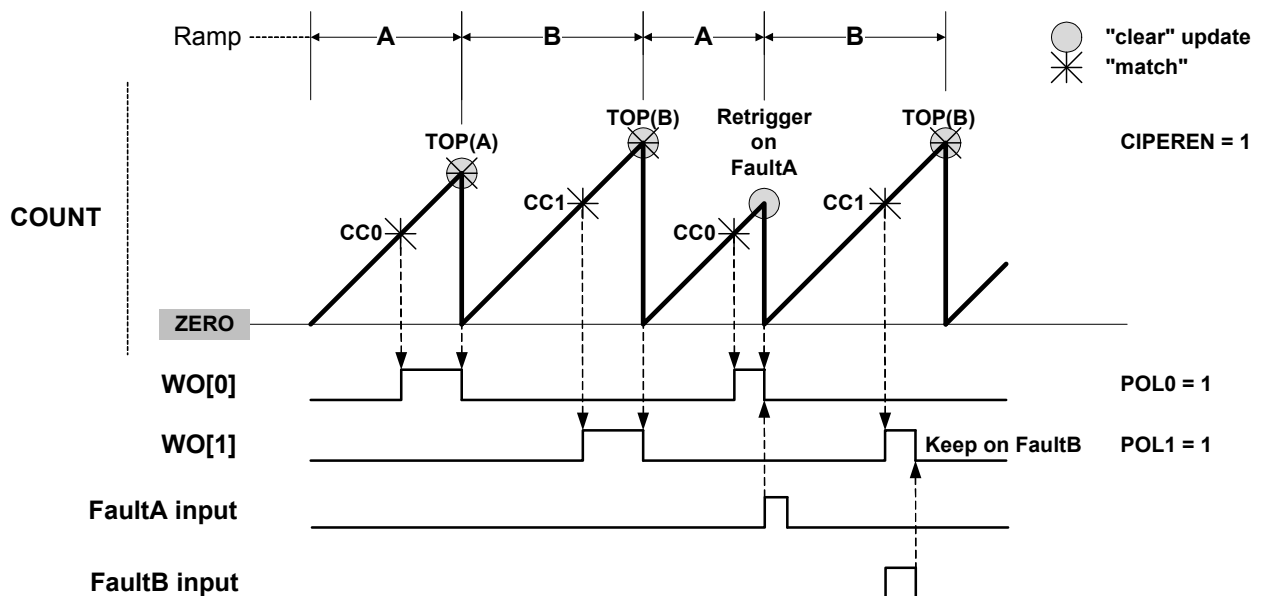 Ramp
A
B
A
B
"clear" update
"match"
TOP(A)
TOP(B)
Retrigger
on
FaultA
TOP(B)
CIPEREN = 1
COUNT
CC0
CC1
CC0
CC1
ZERO
WO[0]
POL0 = 1
WO[1]
Keep on FaultB
POL1 = 1
FaultA input
FaultB input